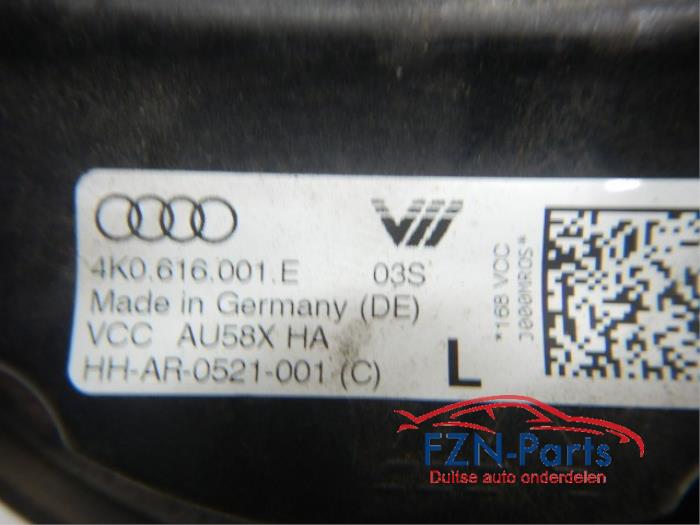 4K0.616.001.E 03S
Made in Germany (DE)
VCC AU58X HA
HH-AR-0521-001 (C) L
*168 VCC
J000MROS*
FZN-Parts
Duitse auto onderdelen